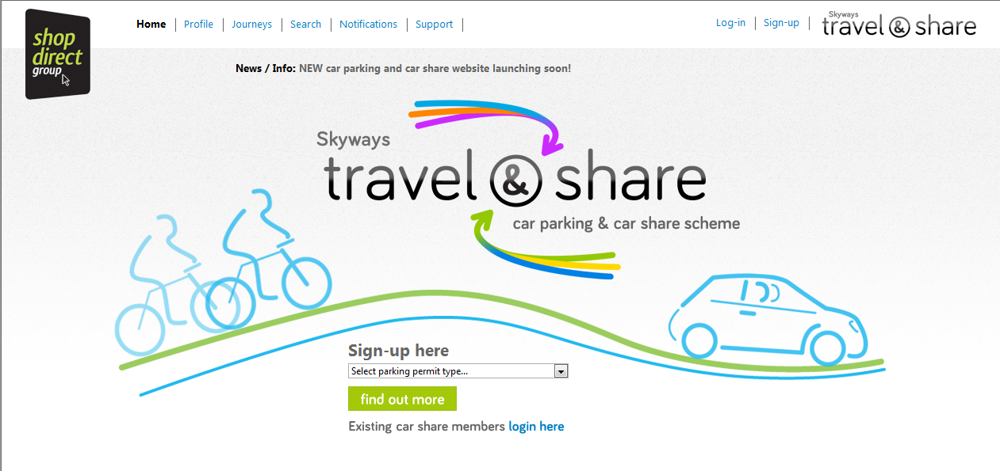 shop
direct
group
Home
Profile
Journeys
Search
Notifications
Support
Log-in
Sign-up
Skyways
travel & share
News / Info: NEW car parking and car share website launching soon!
Skyways
travel & share
car parking & car share scheme
Sign-up here
Select parking permit type...
find out more
Existing car share members login here